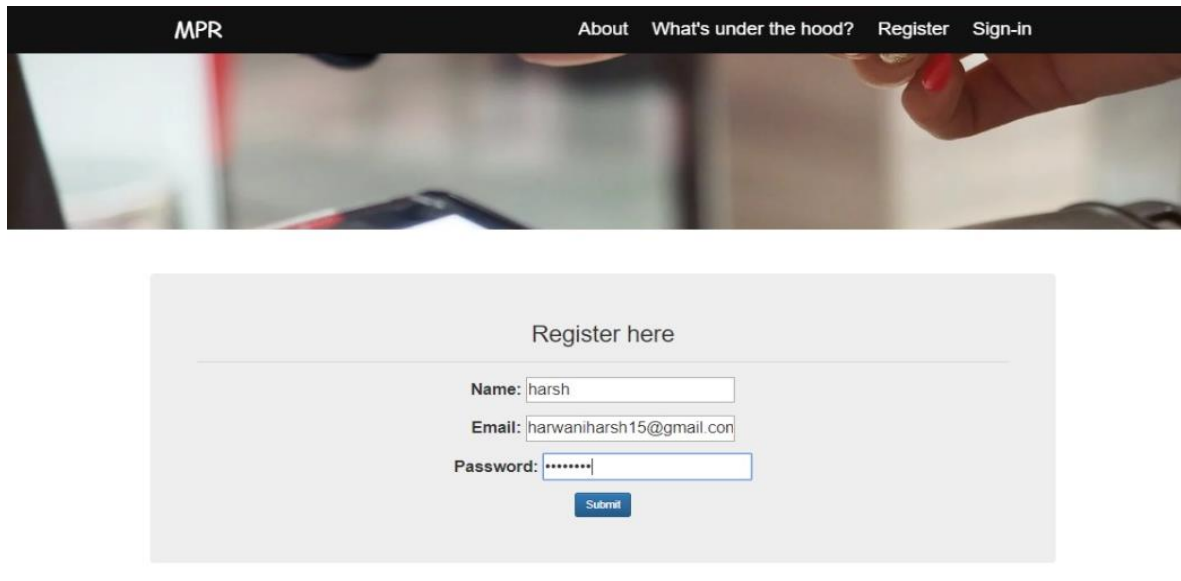 MPR About What's under the hood? Register Sign-in
Register here
Name: harsh
Email: harwaniharsh15@gmail.con
Password: ••••••••
Submit